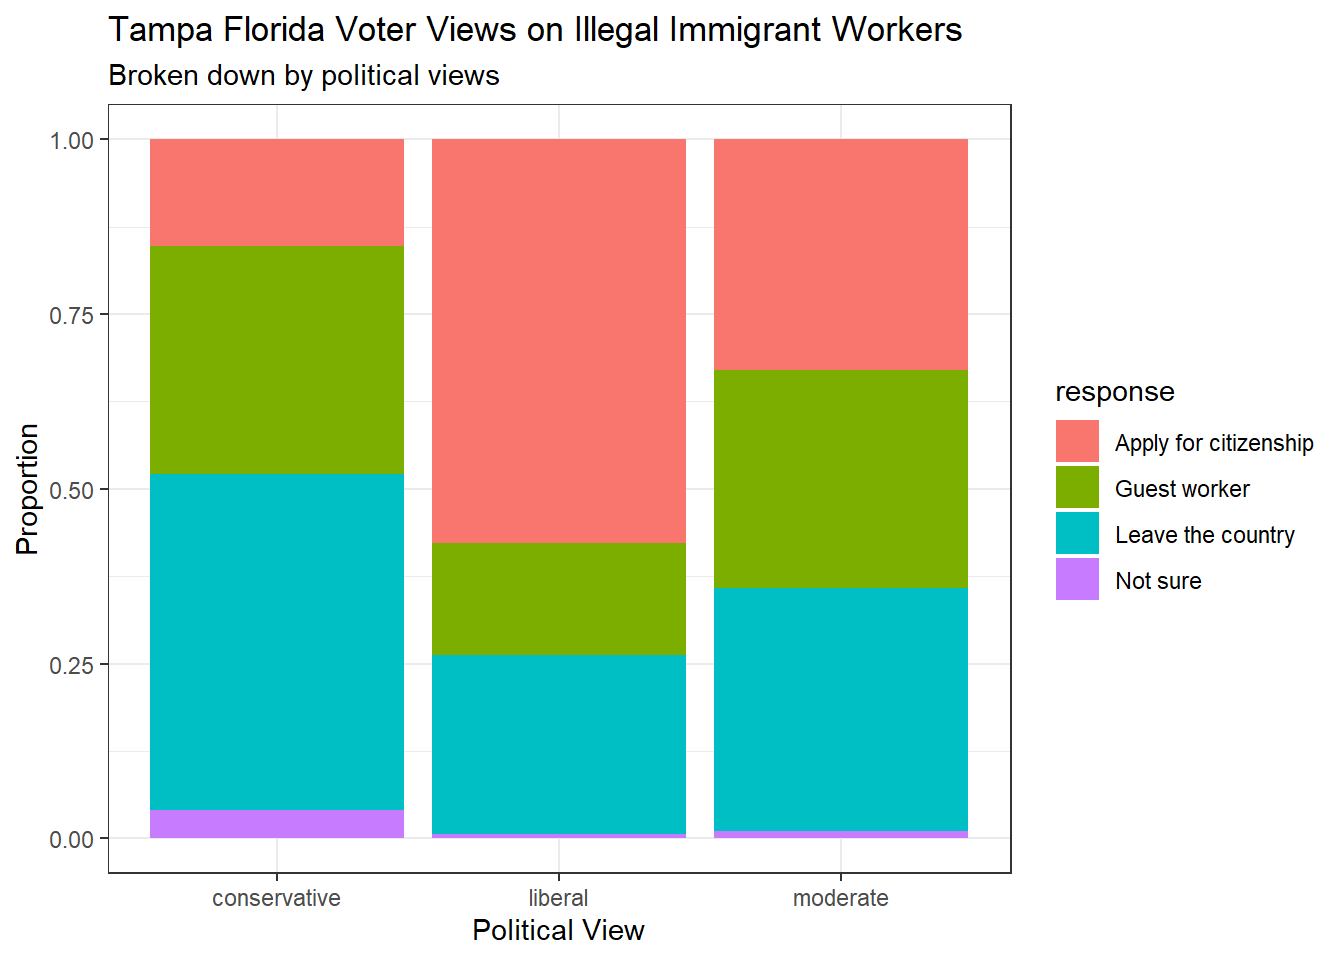 Tampa Florida Voter Views on Illegal Immigrant Workers
Broken down by political views
Proportion
1.00
0.75
0.50
0.25
0.00
conservative
liberal
moderate
Political View
response
Apply for citizenship
Guest worker
Leave the country
Not sure